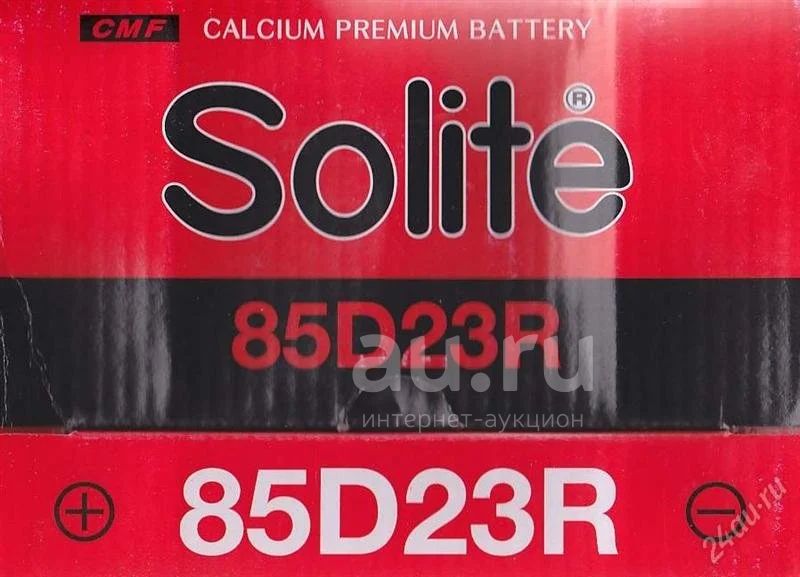 CMF CALCIUM PREMIUM BATTERY
Solite ®
85D23R
au.ru
интернет-аукцион
+ 85D23R −
24au.ru